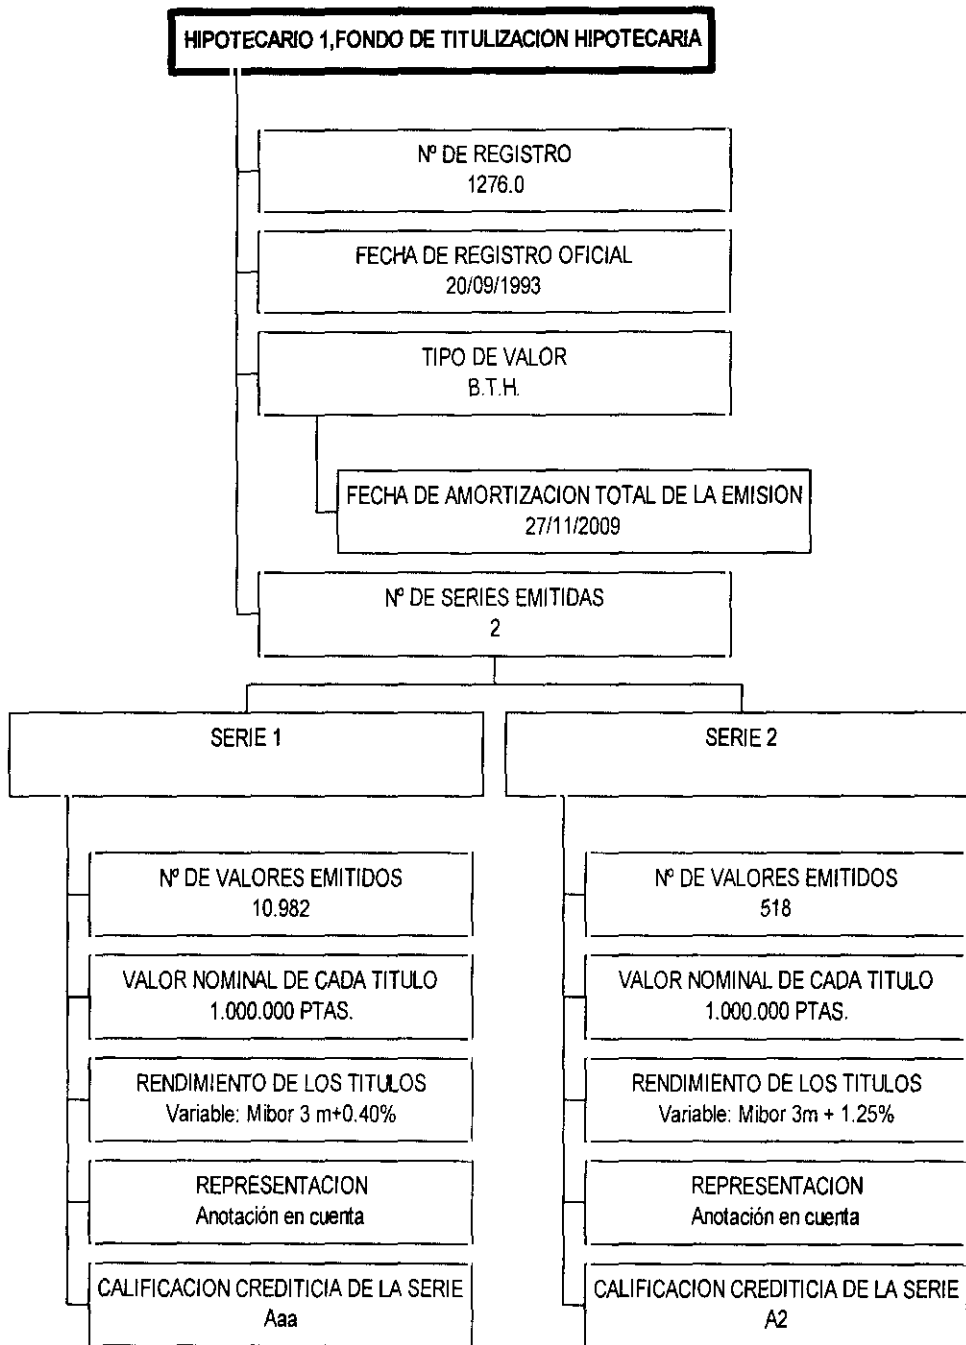 HIPOTECARIO 1,FONDO DE TITULIZACION HIPOTECARIA
Nº DE REGISTRO
1276.0
FECHA DE REGISTRO OFICIAL
20/09/1993
TIPO DE VALOR
B.T.H.
FECHA DE AMORTIZACION TOTAL DE LA EMISION
27/11/2009
Nº DE SERIES EMITIDAS
2
SERIE 1
Nº DE VALORES EMITIDOS
10.982
VALOR NOMINAL DE CADA TITULO
1.000.000 PTAS.
RENDIMIENTO DE LOS TITULOS
Variable: Mibor 3 m+0.40%
REPRESENTACION
Anotación en cuenta
CALIFICACION CREDITICIA DE LA SERIE
Aaa
SERIE 2
Nº DE VALORES EMITIDOS
518
VALOR NOMINAL DE CADA TITULO
1.000.000 PTAS.
RENDIMIENTO DE LOS TITULOS
Variable: Mibor 3m + 1.25%
REPRESENTACION
Anotación en cuenta
CALIFICACION CREDITICIA DE LA SERIE
A2